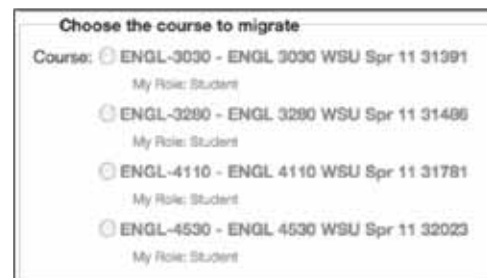 Choose the course to migrate
Course: ENGL-3030 - ENGL 3030 WSU Spr 11 31391
My Role: Student
ENGL-3280 - ENGL 3280 WSU Spr 11 31486
My Role: Student
ENGL-4110 - ENGL 4110 WSU Spr 11 31781
My Role: Student
ENGL-4530 - ENGL 4530 WSU Spr 11 32023
My Role: Student